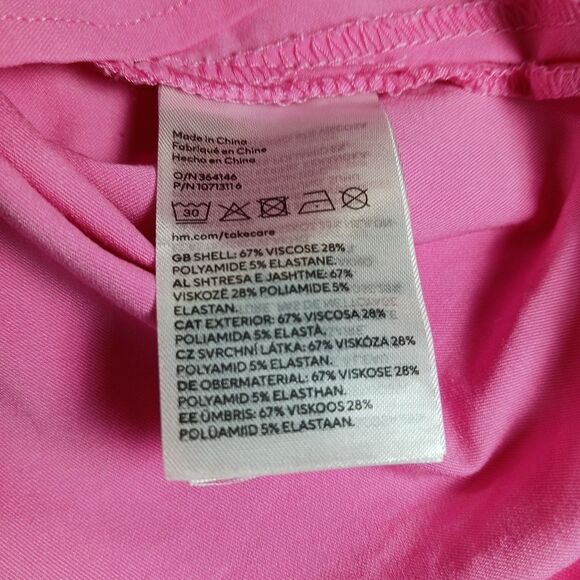 Made in China
Fabriqué en Chine
Hecho en China
O/N 364146
P/N 10713116
30
hm.com/takecare
GB SHELL: 67% VISCOSE 28%
POLYAMIDE 5% ELASTANE.
AL SHTRESA E JASHTME: 67%
VISKOZË 28% POLIAMIDE 5%
ELASTAN.
CAT EXTERIOR: 67% VISCOSA 28%
POLIAMIDA 5% ELASTÀ.
CZ SVRCHNÍ LÁTKA: 67% VISKÓZA 28%
POLYAMID 5% ELASTAN.
DE OBERMATERIAL: 67% VISKOSE 28%
POLYAMID 5% ELASTHAN.
EE ÜMBRIS: 67% VISKOOS 28%
POLÜAMIID 5% ELASTAAN.